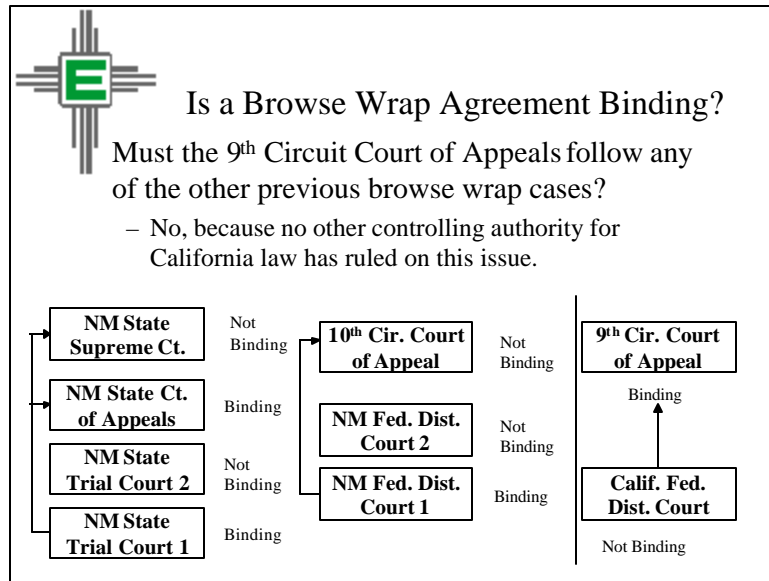 E
Is a Browse Wrap Agreement Binding?
Must the 9th Circuit Court of Appeals follow any
of the other previous browse wrap cases?
– No, because no other controlling authority for
California law has ruled on this issue.
NM State
Supreme Ct.
Not
Binding
NM State Ct.
of Appeals
Binding
NM State
Trial Court 2
Not
Binding
NM State
Trial Court 1
Binding
10th Cir. Court
of Appeal
Not
Binding
NM Fed. Dist.
Court 2
Not
Binding
NM Fed. Dist.
Court 1
Binding
9th Cir. Court
of Appeal
Binding
Calif. Fed.
Dist. Court
Not Binding